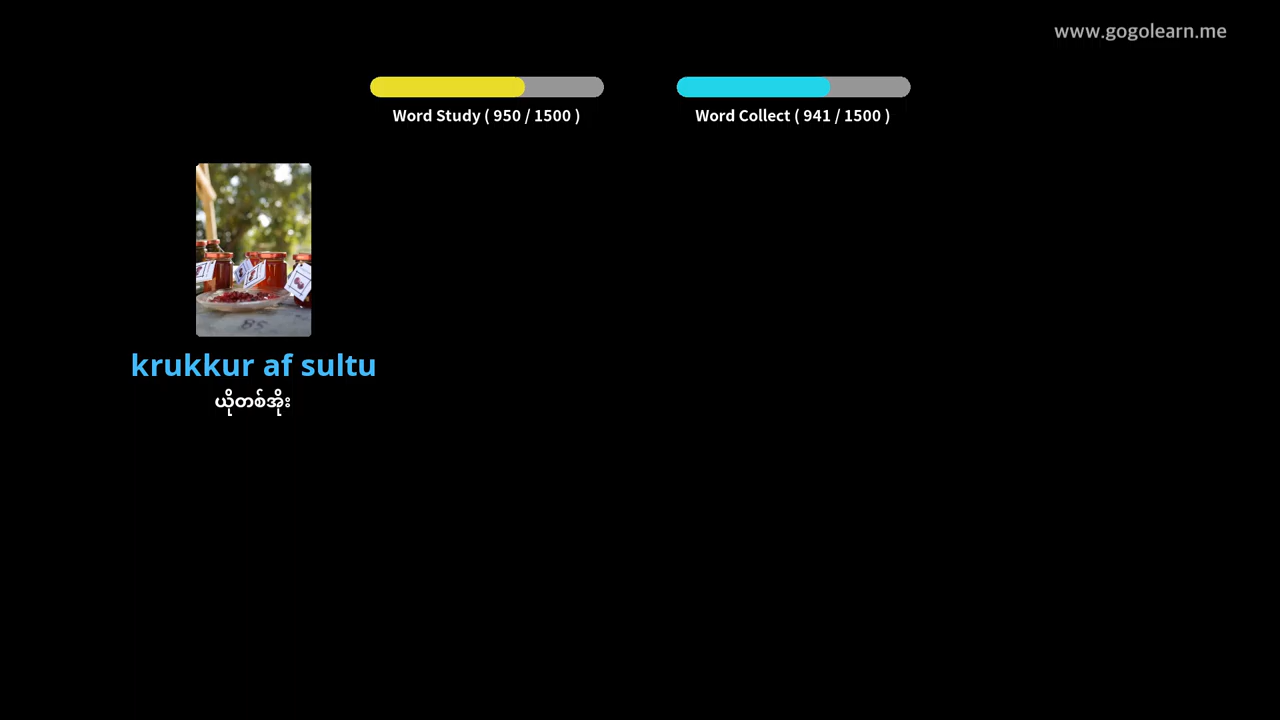 www.gogolearn.me
Word Study ( 950 / 1500 )
Word Collect ( 941 / 1500 )
krukkur af sultu
ယိုတစ်အိုး